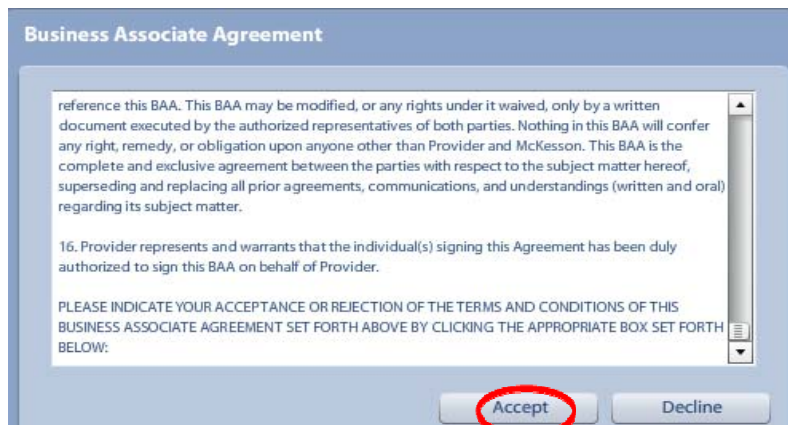 Business Associate Agreement
reference this BAA. This BAA may be modified, or any rights under it waived, only by a written
document executed by the authorized representatives of both parties. Nothing in this BAA will confer
any right, remedy, or obligation upon anyone other than Provider and McKesson. This BAA is the
complete and exclusive agreement between the parties with respect to the subject matter hereof,
superseding and replacing all prior agreements, communications, and understandings (written and oral)
regarding its subject matter.
16. Provider represents and warrants that the individual(s) signing this Agreement has been duly
authorized to sign this BAA on behalf of Provider.
PLEASE INDICATE YOUR ACCEPTANCE OR REJECTION OF THE TERMS AND CONDITIONS OF THIS
BUSINESS ASSOCIATE AGREEMENT SET FORTH ABOVE BY CLICKING THE APPROPRIATE BOX SET FORTH
BELOW:
Accept Decline